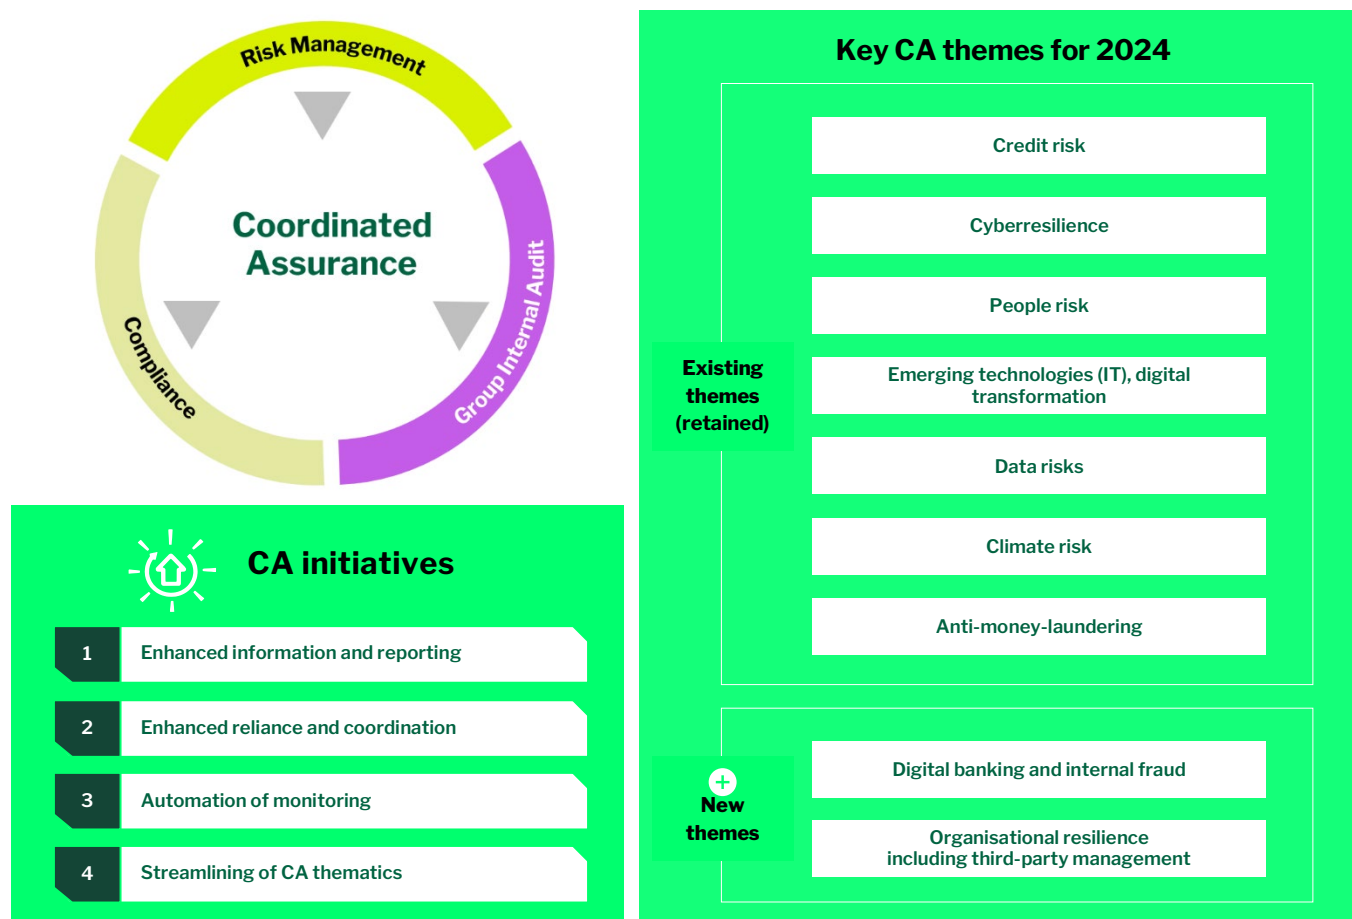 Risk Management
Coordinated
Assurance
Compliance
Group Internal Audit
CA initiatives
1
Enhanced information and reporting
2
Enhanced reliance and coordination
3
Automation of monitoring
4
Streamlining of CA thematics
Key CA themes for 2024
Existing
themes
(retained)
Credit risk
Cyberresilience
People risk
Emerging technologies (IT), digital
transformation
Data risks
Climate risk
Anti-money-laundering
New
themes
Digital banking and internal fraud
Organisational resilience
including third-party management